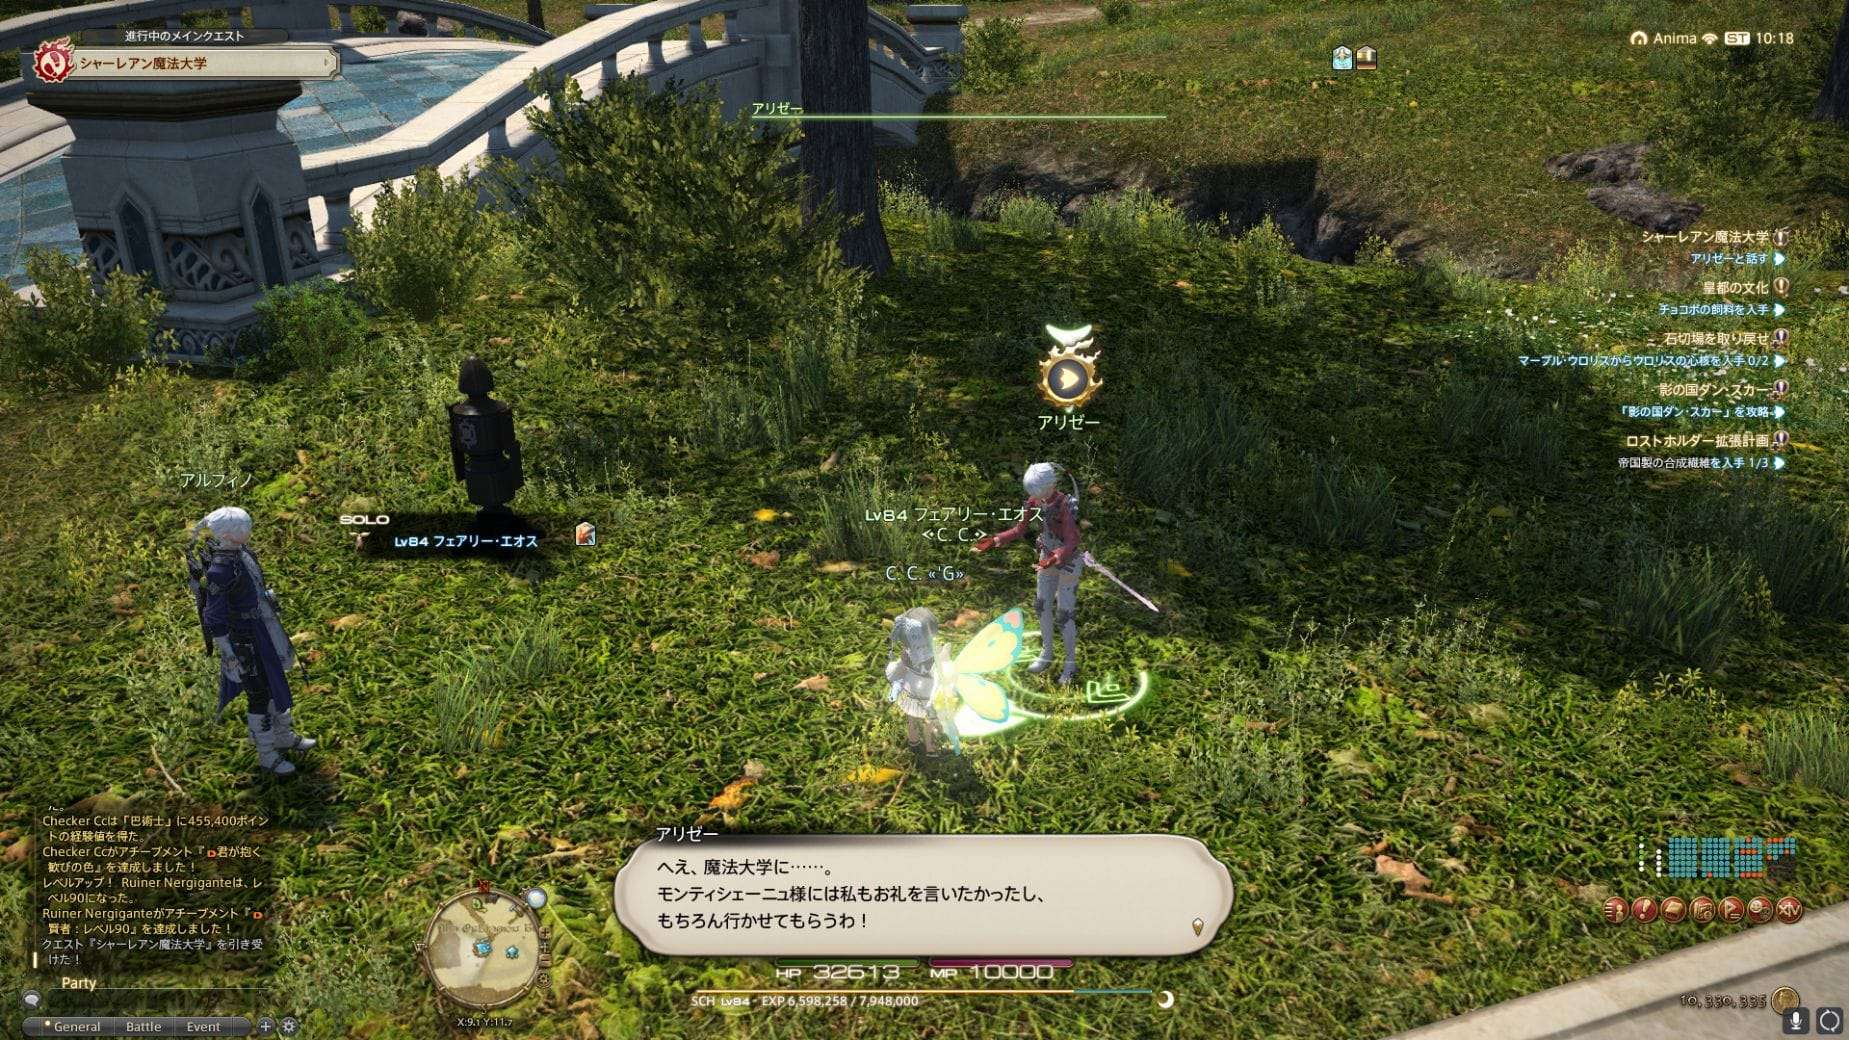 進行中のメインクエスト
シャーレアン魔法大学
Anima ST 10:18
アリゼー
シャーレアン魔法大学
アリゼーと話す
皇都の文化
チョコボの飼料を入手
石切場を取り戻せ
マーブル・ウロリスからウロリスの心核を入手 0/2
影の国ダン・スカー
「影の国ダン・スカー」を攻略
ロストホルダー拡張計画
帝国製の合成繊維を入手 1/3
アリゼー
アルフィノ
SOLO
Lv84 フェアリー・エオス
Lv84 フェアリー・エオス
«C. C.»
C. C. «'G»
アリゼー
へえ、魔法大学に……。
モンティシェーニュ様には私もお礼を言いたかったし、
もちろん行かせてもらうわ！
た。
Checker Ccは「巴術士」に455,400ポイン
トの経験値を得た。
Checker Ccがアチーブメント『君が抱く
歓びの色』を達成しました！
レベルアップ！ Ruiner Nergiganteは、レ
ベル90になった。
Ruiner Nergiganteがアチーブメント『
賢者：レベル90』を達成しました！
クエスト『シャーレアン魔法大学』を引き受
けた！
Party
General Battle Event
X:9.1 Y:11.7
HP 32613 MP 10000
SCH Lv84 EXP 6,598,258 / 7,948,000
XIV
10,330,335